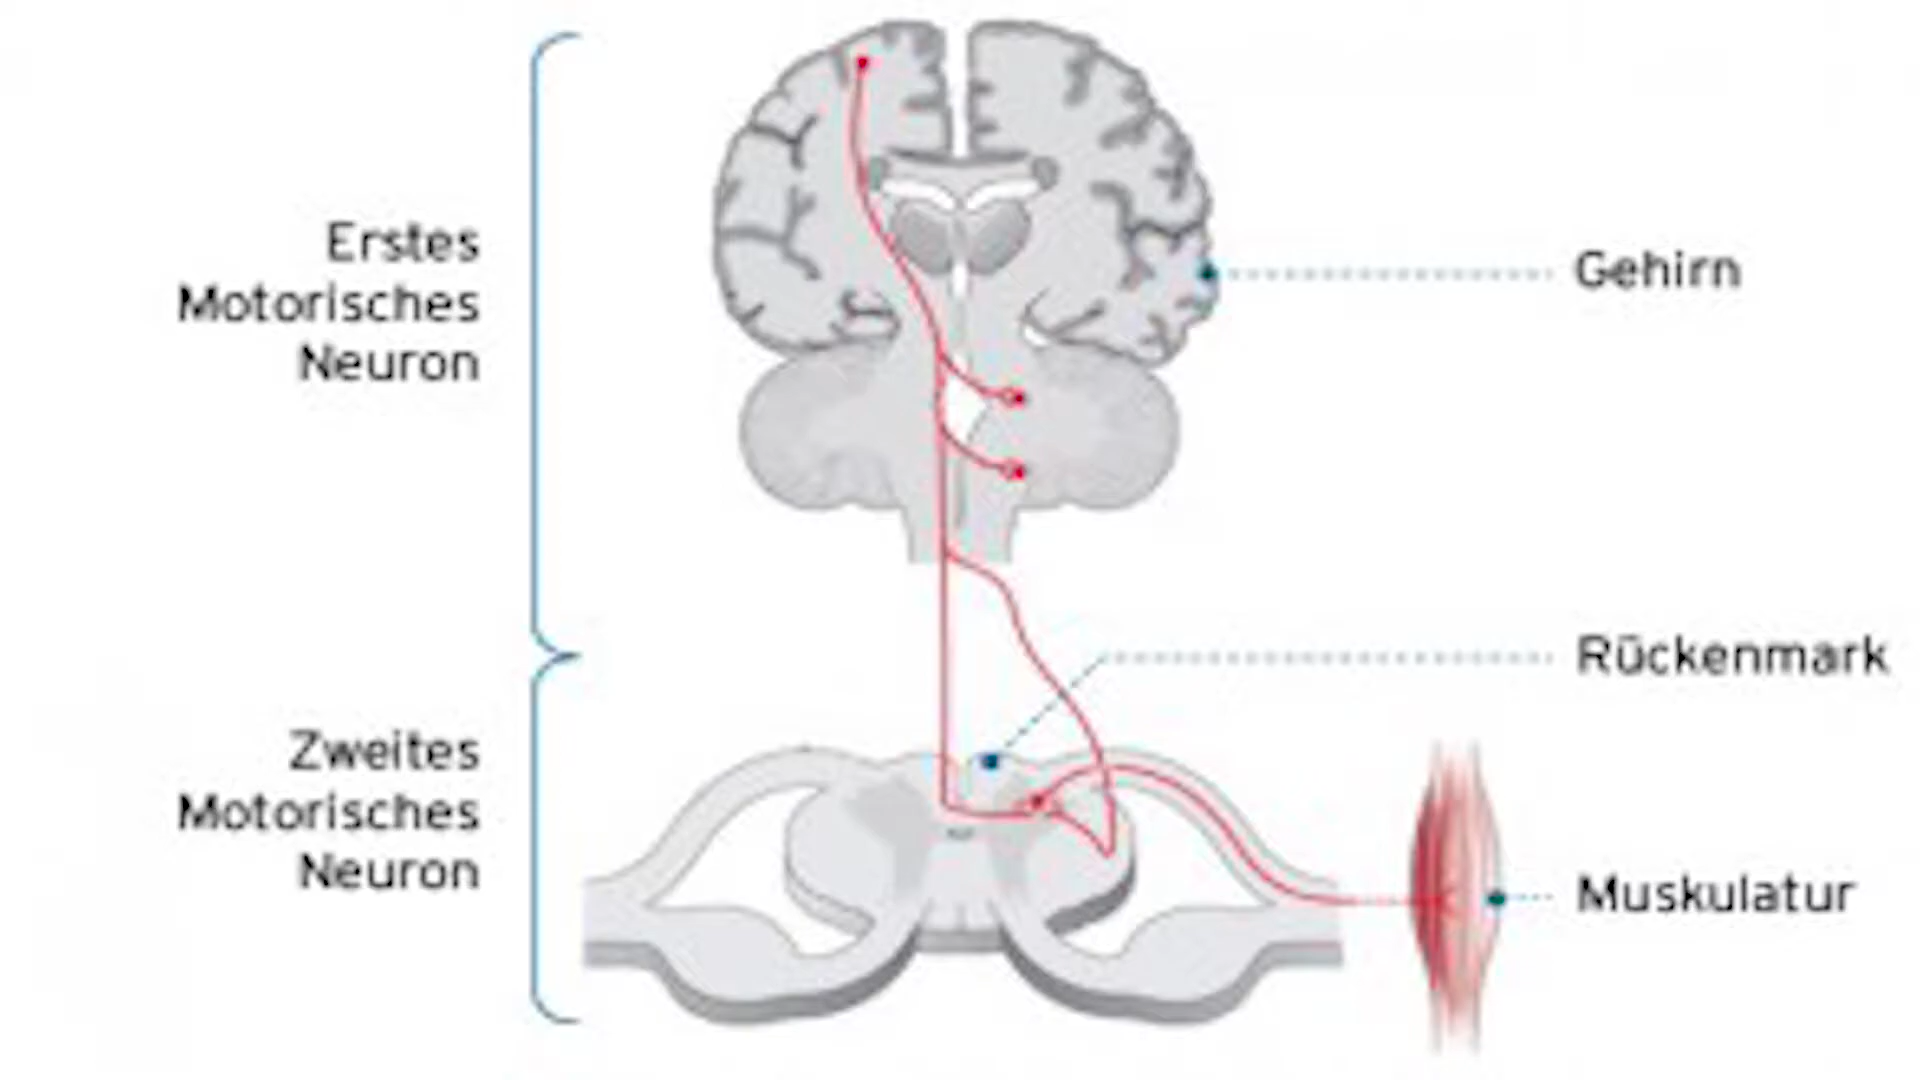 Erstes
Motorisches
Neuron
Gehirn
Rückenmark
Zweites
Motorisches
Neuron
Muskulatur